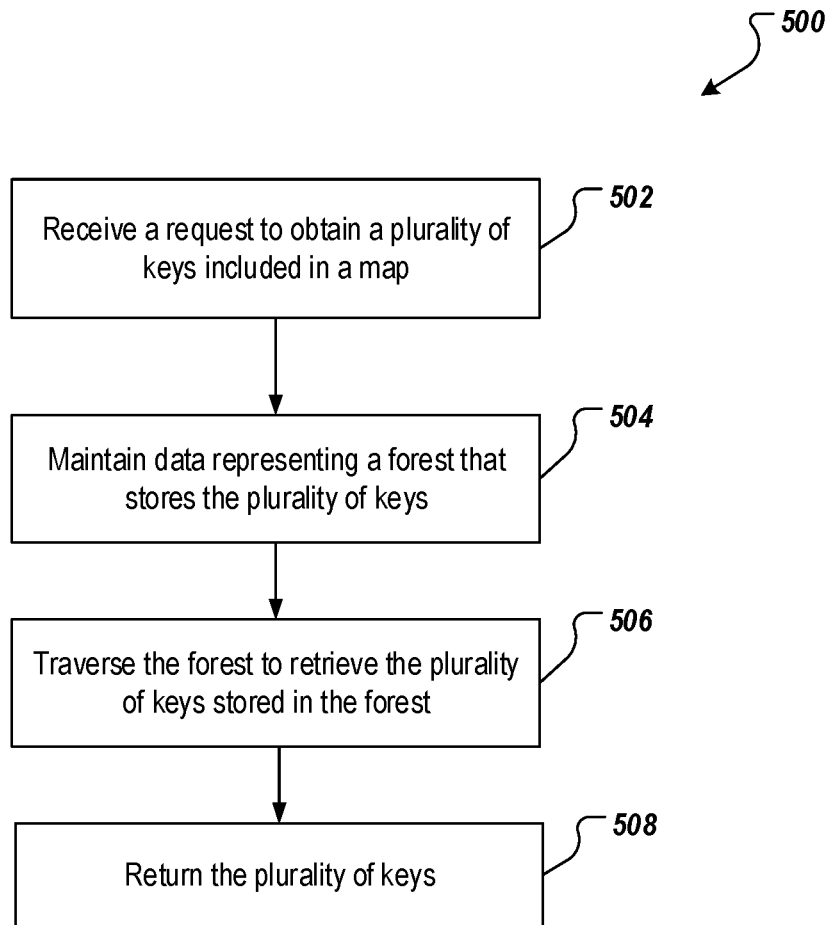 500
502
Receive a request to obtain a plurality of
keys included in a map
504
Maintain data representing a forest that
stores the plurality of keys
506
Traverse the forest to retrieve the plurality
of keys stored in the forest
508
Return the plurality of keys